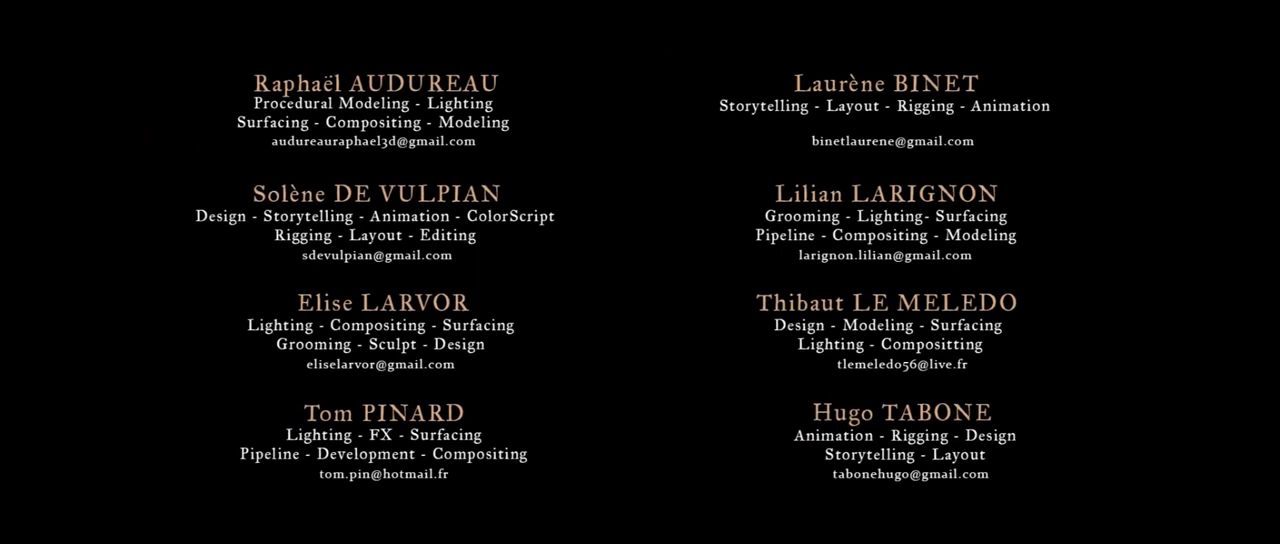 Raphaël AUDUREAU
Procedural Modeling - Lighting
Surfacing - Compositing - Modeling
audureauraphael3d@gmail.com
Laurène BINET
Storytelling - Layout - Rigging - Animation
binetlaurene@gmail.com
Solène DE VULPIAN
Design - Storytelling - Animation - ColorScript
Rigging - Layout - Editing
sdevulpian@gmail.com
Lilian LARIGNON
Grooming - Lighting- Surfacing
Pipeline - Compositing - Modeling
larignon.lilian@gmail.com
Elise LARVOR
Lighting - Compositing - Surfacing
Grooming - Sculpt - Design
eliselarvor@gmail.com
Thibaut LE MELEDO
Design - Modeling - Surfacing
Lighting - Compositting
tlemeledo56@live.fr
Tom PINARD
Lighting - FX - Surfacing
Pipeline - Development - Compositing
tom.pin@hotmail.fr
Hugo TABONE
Animation - Rigging - Design
Storytelling - Layout
tabonehugo@gmail.com